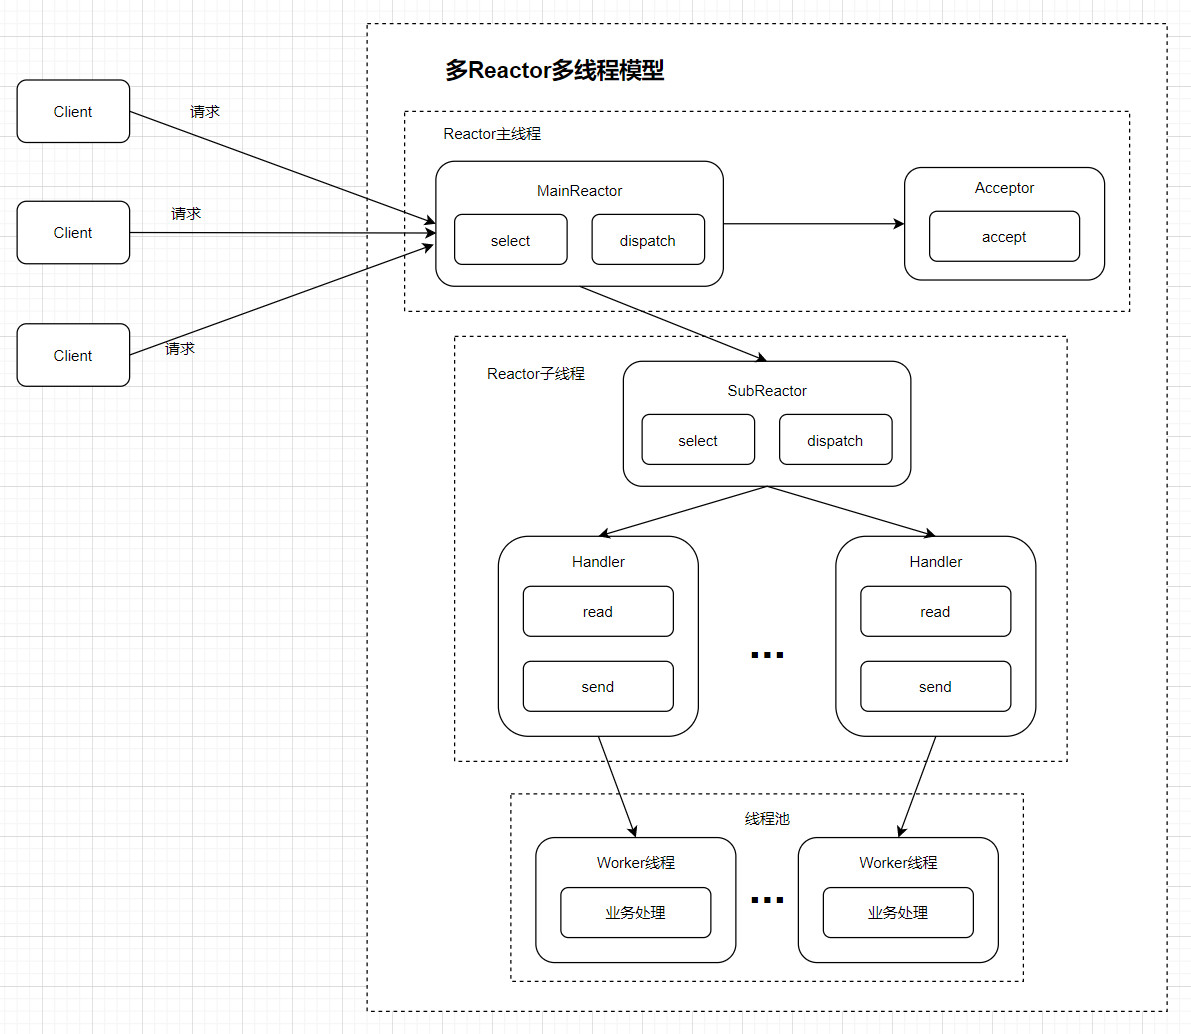 多Reactor多线程模型
Client
请求
Client
请求
Client
请求
Reactor主线程
MainReactor
select
dispatch
Acceptor
accept
Reactor子线程
SubReactor
select
dispatch
Handler
read
send
...
Handler
read
send
线程池
Worker线程
业务处理
...
Worker线程
业务处理